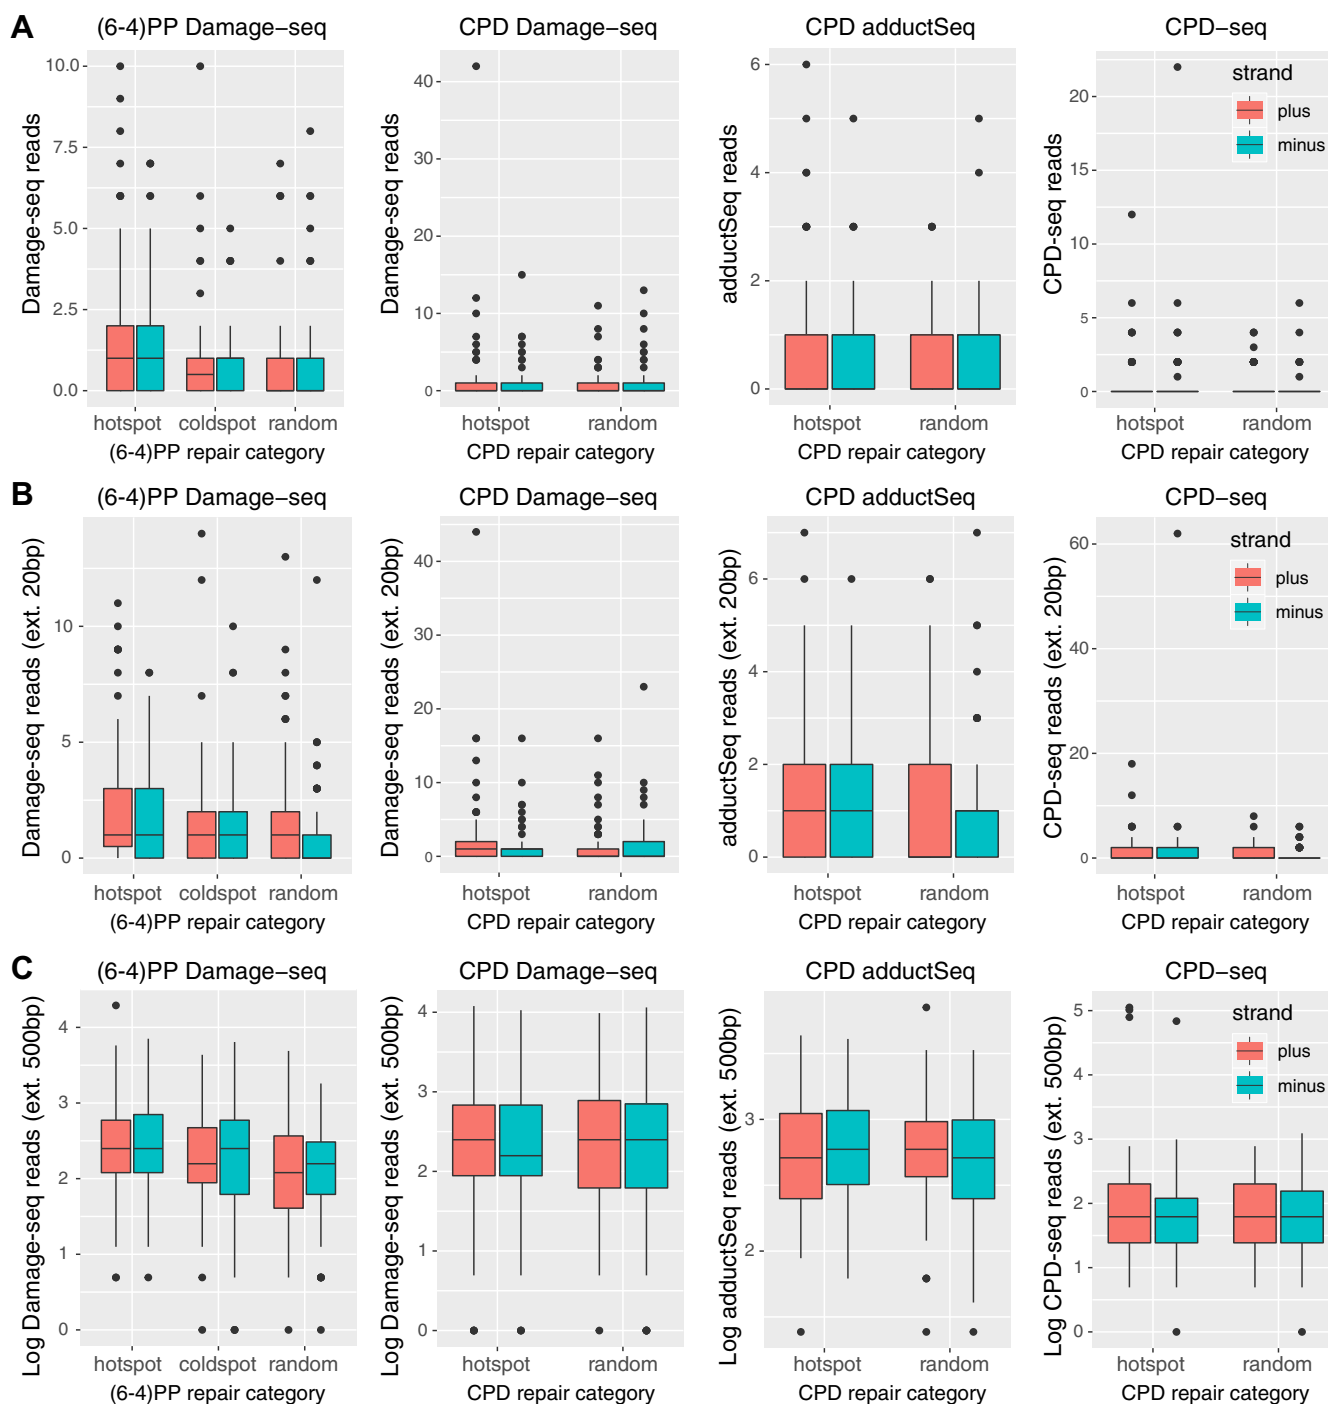 A
(6-4)PP Damage-seq
CPD Damage-seq
CPD adductSeq
CPD-seq
Damage-seq reads
10.0
7.5
5.0
2.5
0.0
hotspot coldspot random
(6-4)PP repair category
Damage-seq reads
40
30
20
10
0
hotspot random
CPD repair category
adductSeq reads
6
4
2
0
hotspot random
CPD repair category
CPD-seq reads
20
15
10
5
0
strand
plus
minus
hotspot random
CPD repair category
B
(6-4)PP Damage-seq
CPD Damage-seq
CPD adductSeq
CPD-seq
Damage-seq reads (ext. 20bp)
10
5
0
hotspot coldspot random
(6-4)PP repair category
Damage-seq reads (ext. 20bp)
40
30
20
10
0
hotspot random
CPD repair category
adductSeq reads (ext. 20bp)
6
4
2
0
hotspot random
CPD repair category
CPD-seq reads (ext. 20bp)
60
40
20
0
strand
plus
minus
hotspot random
CPD repair category
C
(6-4)PP Damage-seq
CPD Damage-seq
CPD adductSeq
CPD-seq
Log Damage-seq reads (ext. 500bp)
4
3
2
1
0
hotspot coldspot random
(6-4)PP repair category
Log Damage-seq reads (ext. 500bp)
4
3
2
1
0
hotspot random
CPD repair category
Log adductSeq reads (ext. 500bp)
3
2
hotspot random
CPD repair category
Log CPD-seq reads (ext. 500bp)
5
4
3
2
1
0
strand
plus
minus
hotspot random
CPD repair category